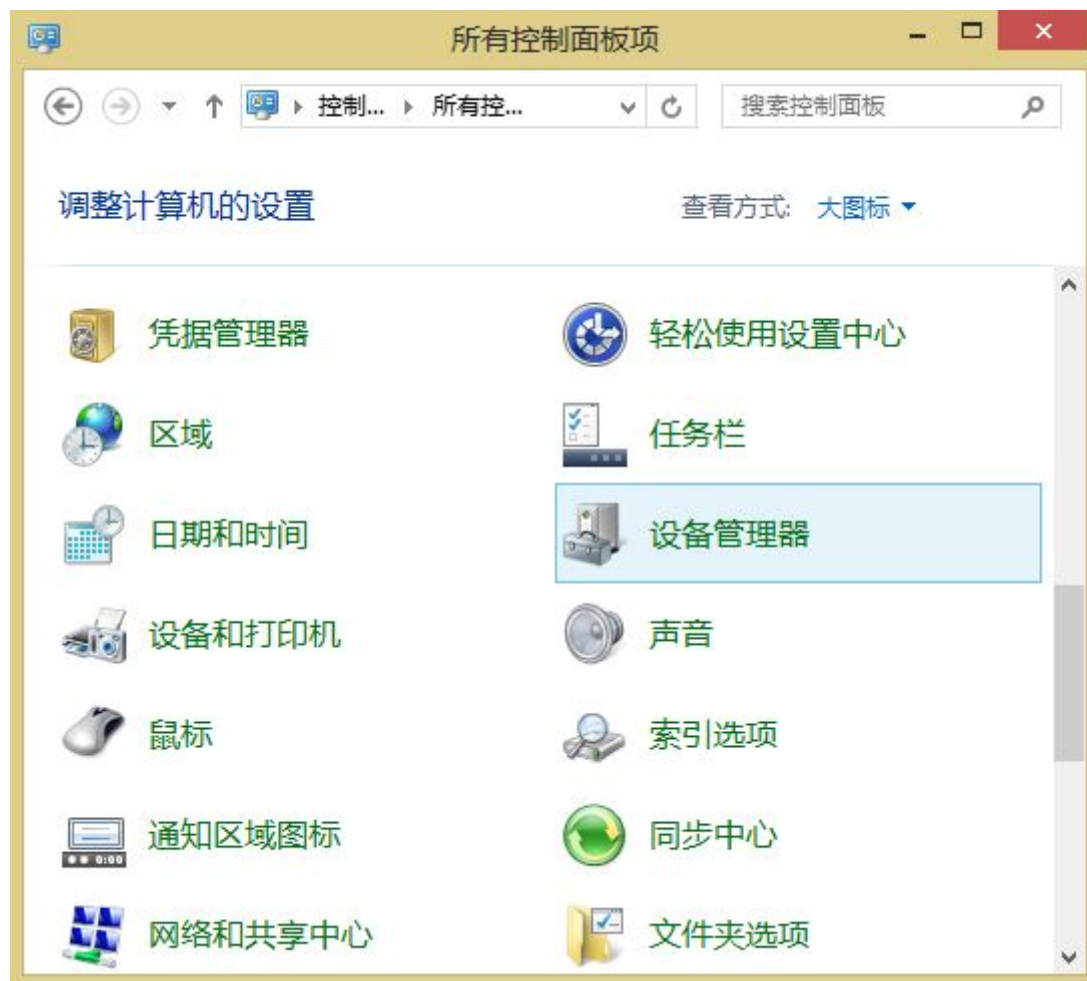 所有控制面板项
控制... 所有控... 搜索控制面板
调整计算机的设置 查看方式: 大图标
凭据管理器 轻松使用设置中心
区域 任务栏
日期和时间 设备管理器
设备和打印机 声音
鼠标 索引选项
通知区域图标 同步中心
网络和共享中心 文件夹选项